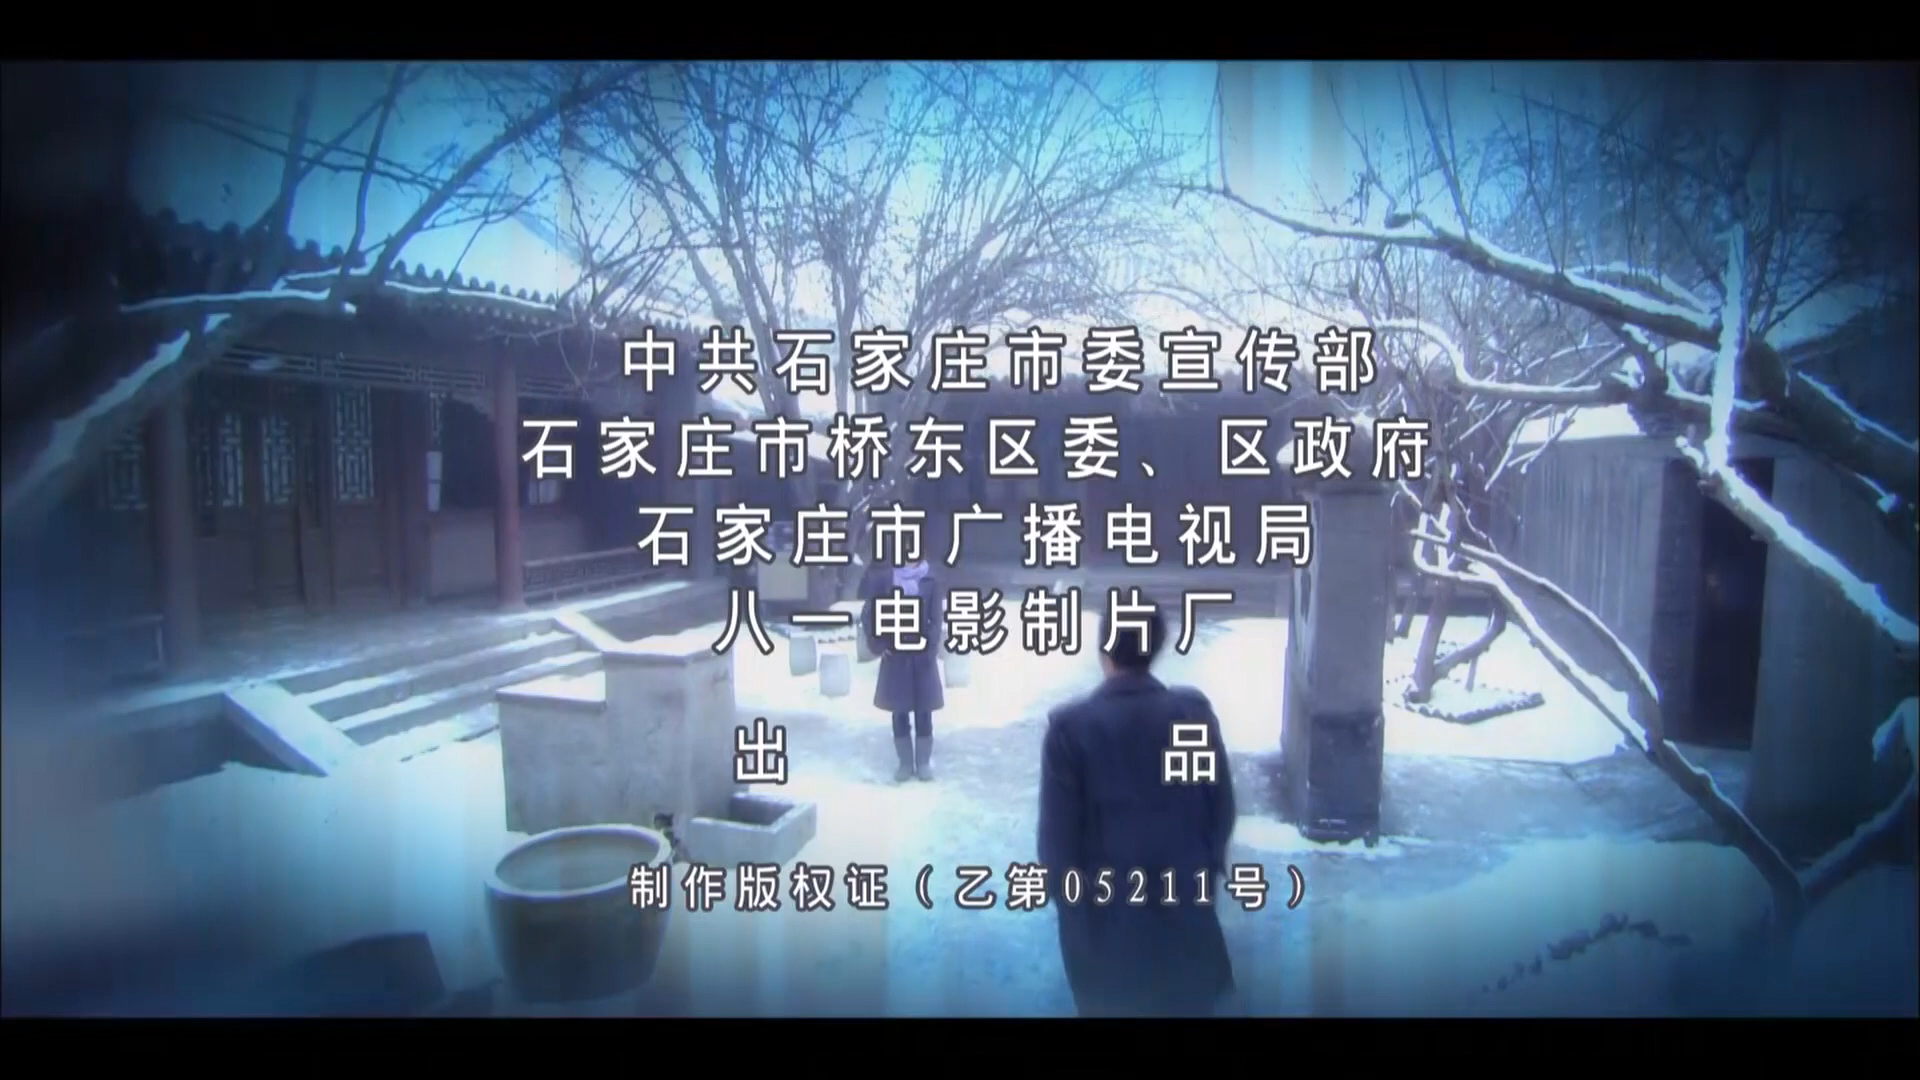 中共石家庄市委宣传部
石家庄市桥东区委、区政府
石家庄市广播电视局
八一电影制片厂
出品
制作版权证（乙第05211号）